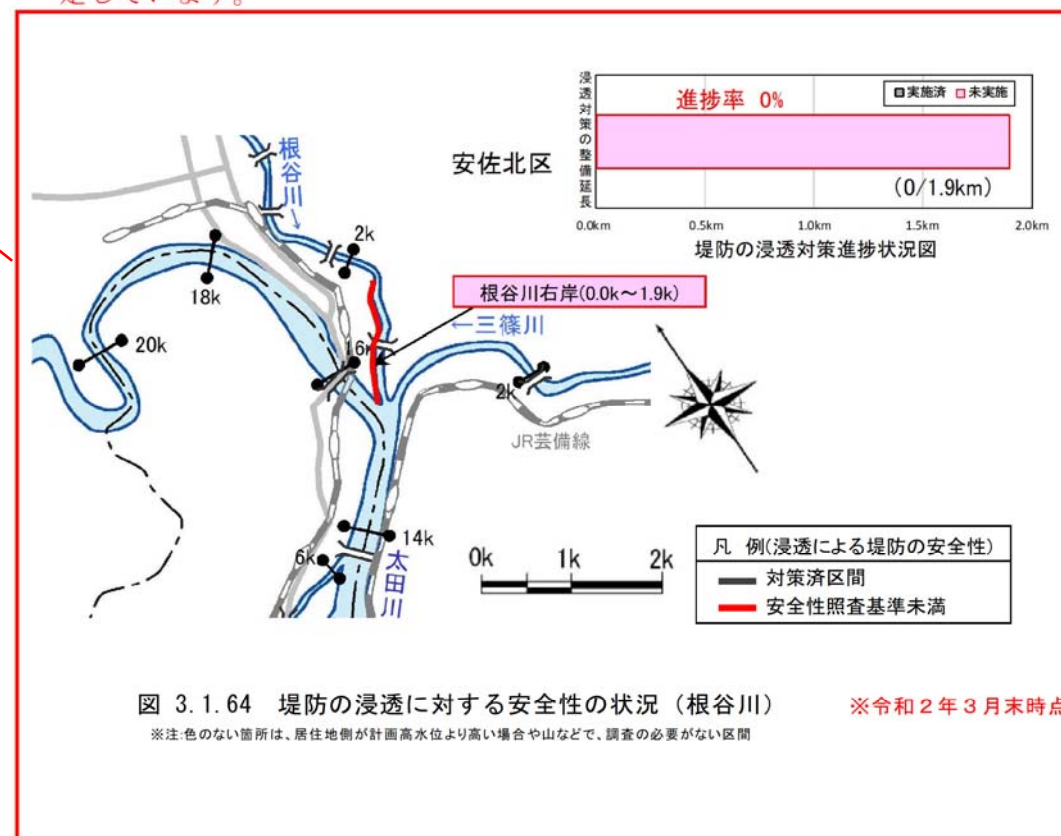 定しています。
浸透対策の整備延長
進捗率 0%
実施済 未実施
(0/1.9km)
0.0km 0.5km 1.0km 1.5km 2.0km
堤防の浸透対策進捗状況図
安佐北区
根谷川
↓
2k
18k
根谷川右岸(0.0k～1.9k)
←三篠川
20k
16k
2k
JR芸備線
14k
6k
太田川
0k 1k 2k
凡 例(浸透による堤防の安全性)
対策済区間
安全性照査基準未満
図 3.1.64 堤防の浸透に対する安全性の状況（根谷川）
※令和２年３月末時点
※注:色のない箇所は、居住地側が計画高水位より高い場合や山などで、調査の必要がない区間